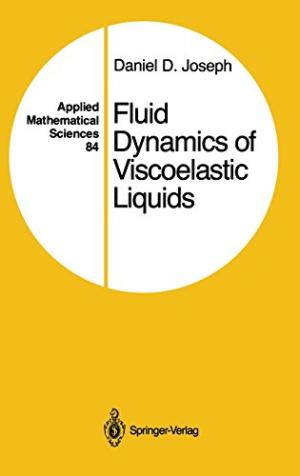 Daniel D. Joseph
Applied
Mathematical
Sciences
84
Fluid
Dynamics of
Viscoelastic
Liquids
Springer-Verlag